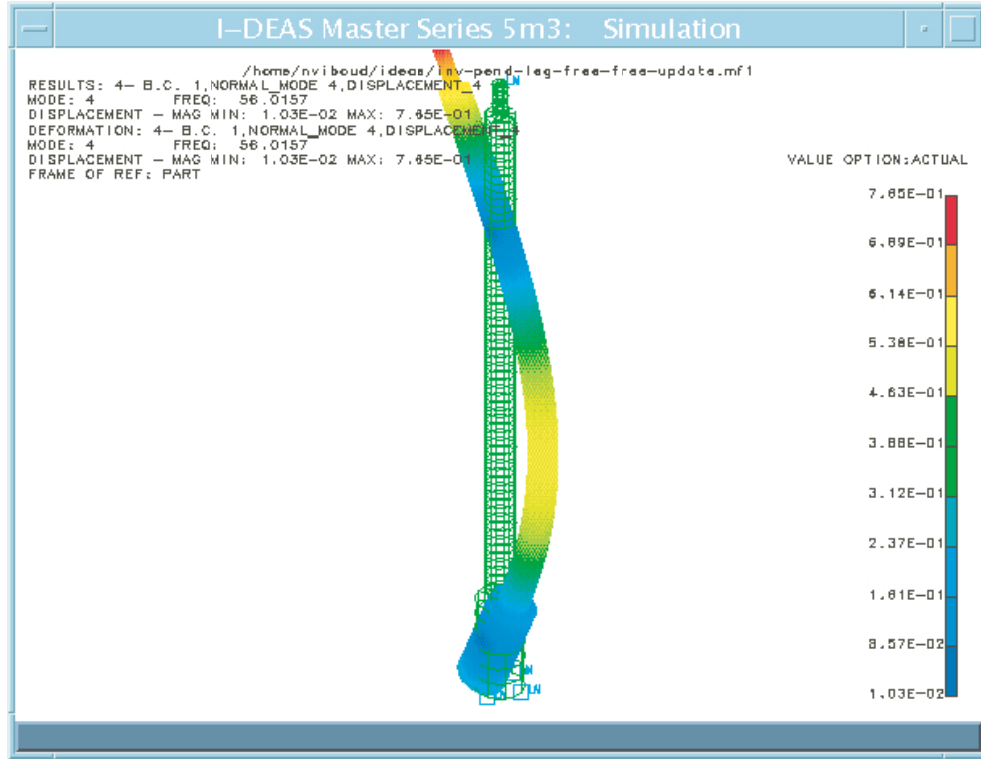 I-DEAS Master Series 5m3: Simulation
/home/nviboud/ideas/inv-pend-leg-free-free-update.mf1
RESULTS: 4- B.C. 1,NORMAL_MODE 4,DISPLACEMENT_4
MODE: 4 FREQ: 56.0157
DISPLACEMENT - MAG MIN: 1.03E-02 MAX: 7.65E-01
DEFORMATION: 4- B.C. 1,NORMAL_MODE 4,DISPLACEMENT_4
MODE: 4 FREQ: 56.0157
DISPLACEMENT - MAG MIN: 1.03E-02 MAX: 7.65E-01
FRAME OF REF: PART
VALUE OPTION:ACTUAL
7.65E-01
6.89E-01
6.14E-01
5.38E-01
4.63E-01
3.88E-01
3.12E-01
2.37E-01
1.61E-01
8.57E-02
1.03E-02
LN
LN